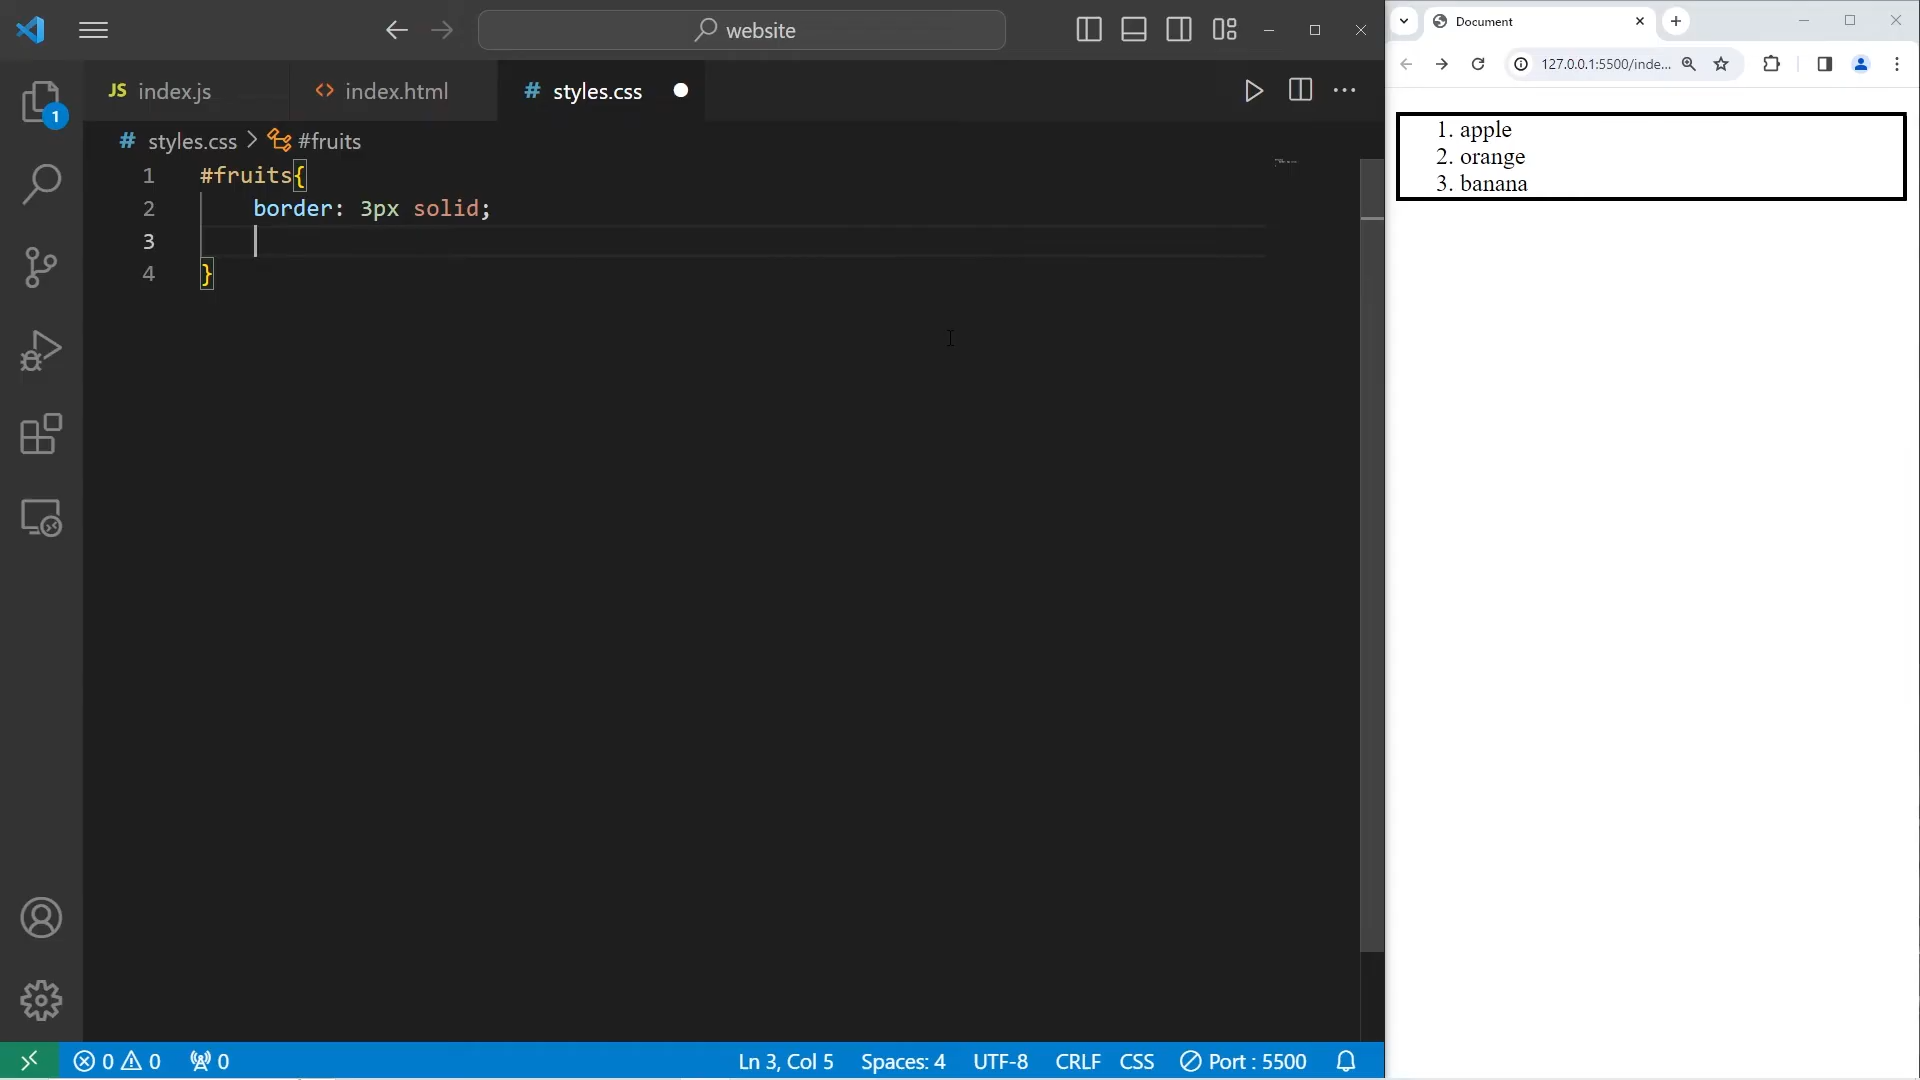 website
JS index.js
<> index.html
# styles.css
# styles.css > #fruits
1 #fruits{
2 border: 3px solid;
3
4 }
1
0 0
0
Ln 3, Col 5
Spaces: 4
UTF-8
CRLF
CSS
Port : 5500
Document
127.0.0.1:5500/inde...
1. apple
2. orange
3. banana